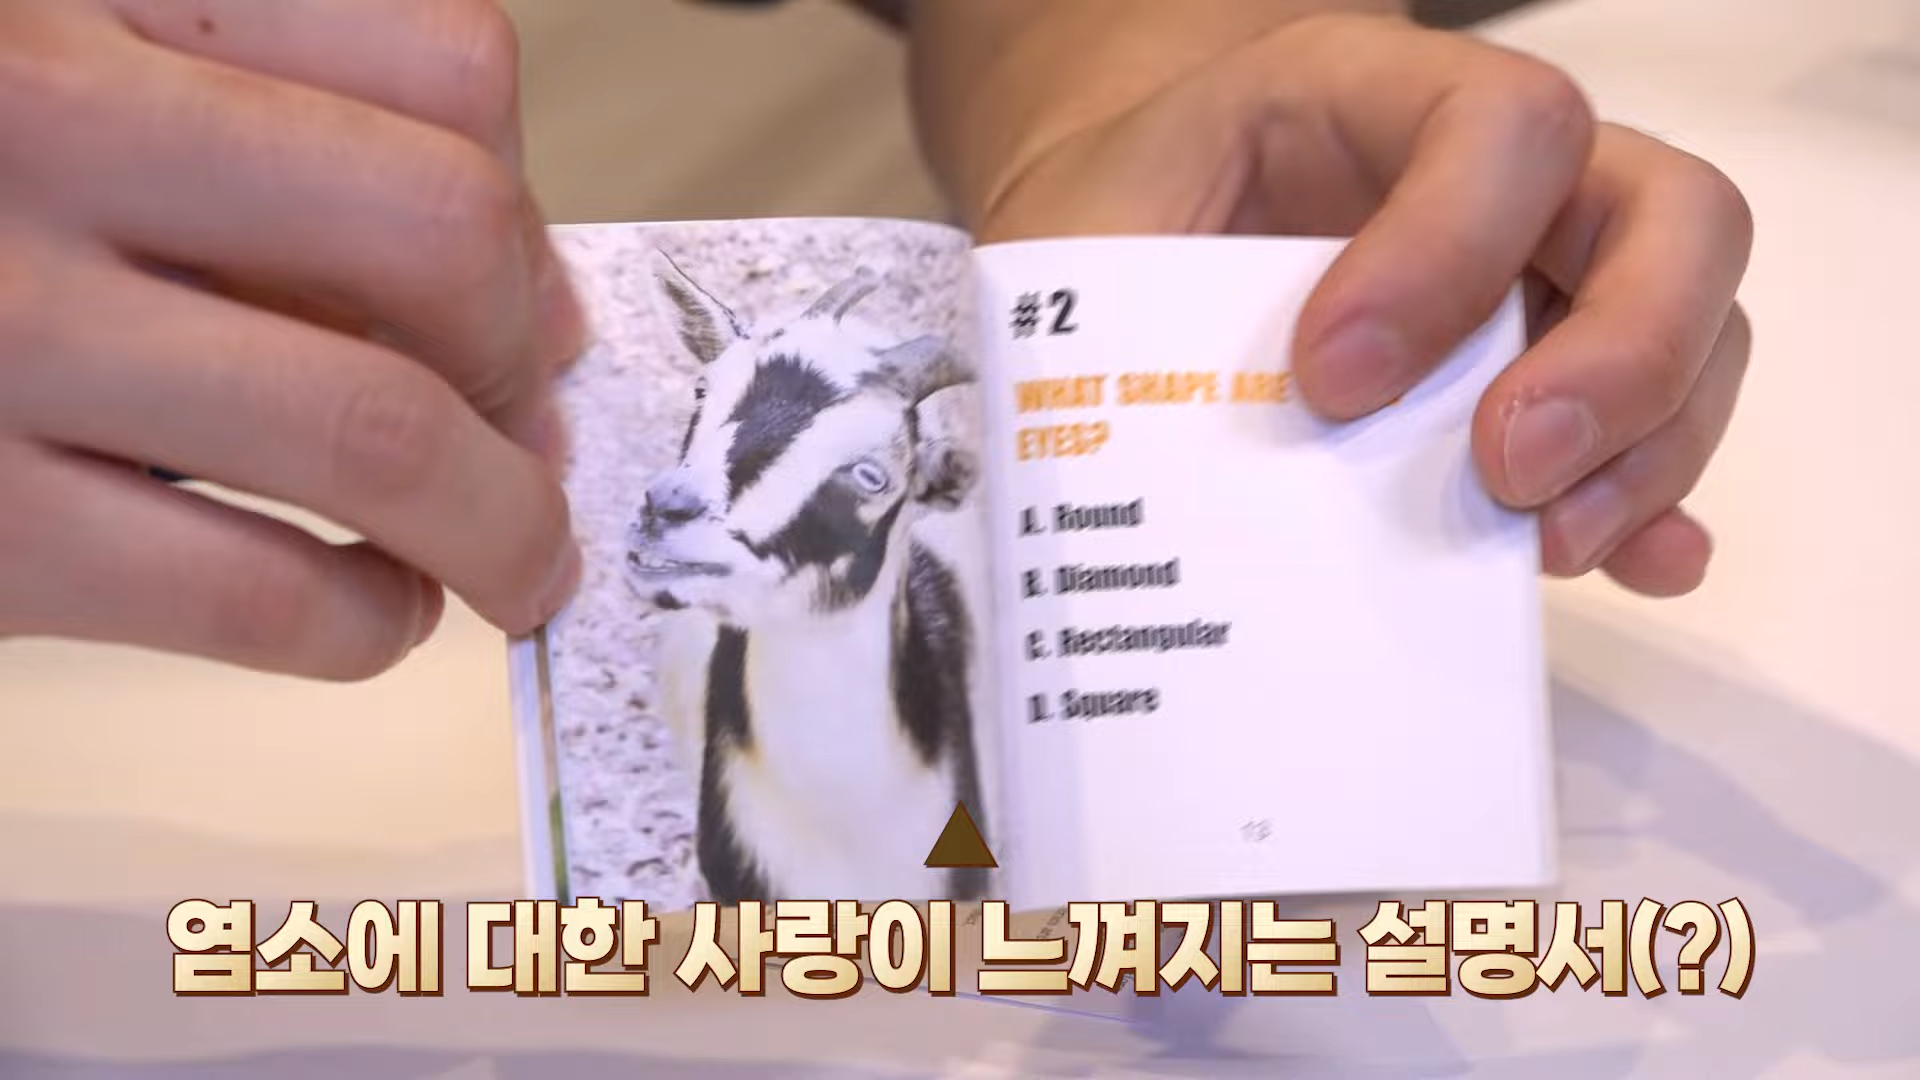 #2
WHAT SHAPE ARE
EYES?
A. Round
B. Diamond
C. Rectangular
D. Square
13
염소에 대한 사랑이 느껴지는 설명서(?)